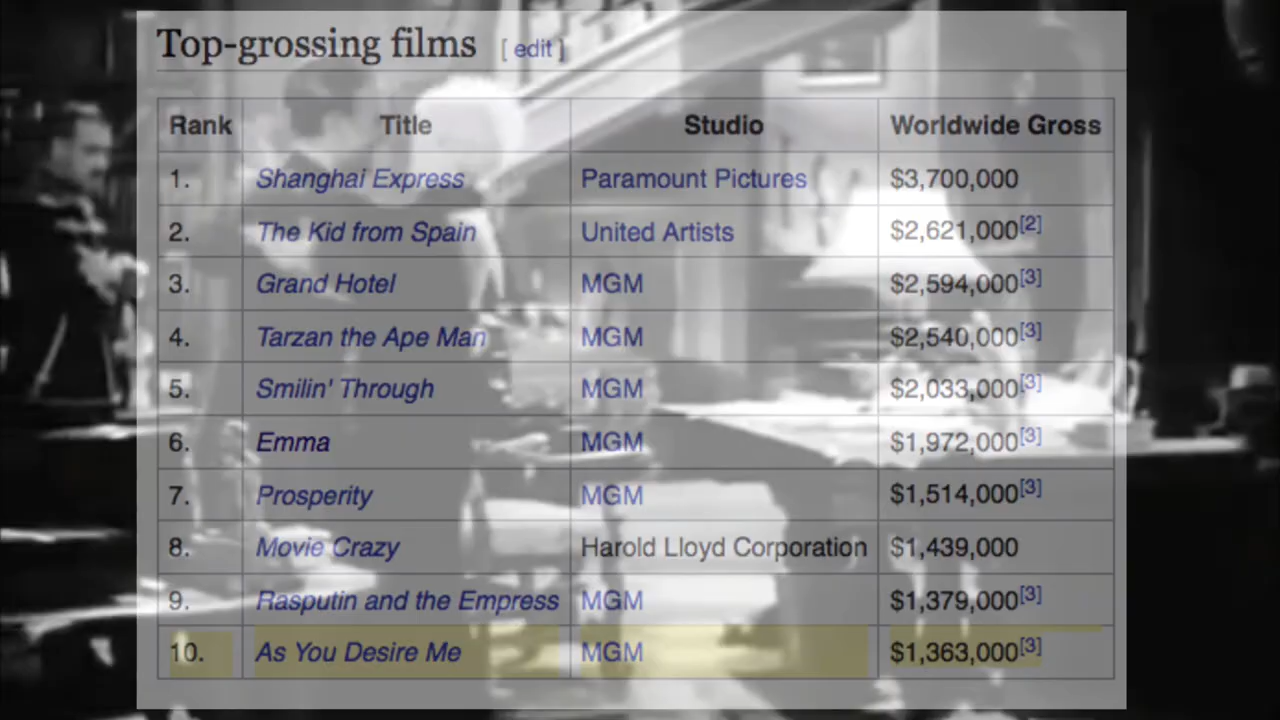 Top-grossing films [ edit ]
Rank Title Studio Worldwide Gross
1. Shanghai Express Paramount Pictures $3,700,000
2. The Kid from Spain United Artists $2,621,000[2]
3. Grand Hotel MGM $2,594,000[3]
4. Tarzan the Ape Man MGM $2,540,000[3]
5. Smilin' Through MGM $2,033,000[3]
6. Emma MGM $1,972,000[3]
7. Prosperity MGM $1,514,000[3]
8. Movie Crazy Harold Lloyd Corporation $1,439,000
9. Rasputin and the Empress MGM $1,379,000[3]
10. As You Desire Me MGM $1,363,000[3]